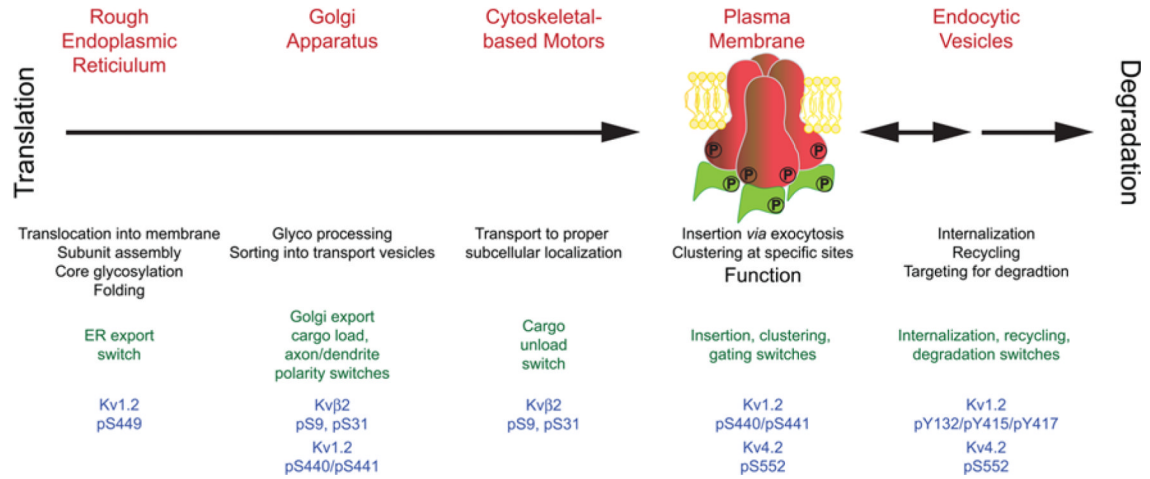 Rough
Endoplasmic
Reticiulum
Golgi
Apparatus
Cytoskeletal-
based Motors
Plasma
Membrane
Endocytic
Vesicles
Translation
P
P
P
P
P
P
P
Degradation
Translocation into membrane
Subunit assembly
Core glycosylation
Folding
Glyco processing
Sorting into transport vesicles
Transport to proper
subcellular localization
Insertion via exocytosis
Clustering at specific sites
Function
Internalization
Recycling
Targeting for degradtion
ER export
switch
Golgi export
cargo load,
axon/dendrite
polarity switches
Cargo
unload
switch
Insertion, clustering,
gating switches
Internalization, recycling,
degradation switches
Kv1.2
pS449
Kvβ2
pS9, pS31
Kv1.2
pS440/pS441
Kvβ2
pS9, pS31
Kv1.2
pS440/pS441
Kv4.2
pS552
Kv1.2
pY132/pY415/pY417
Kv4.2
pS552